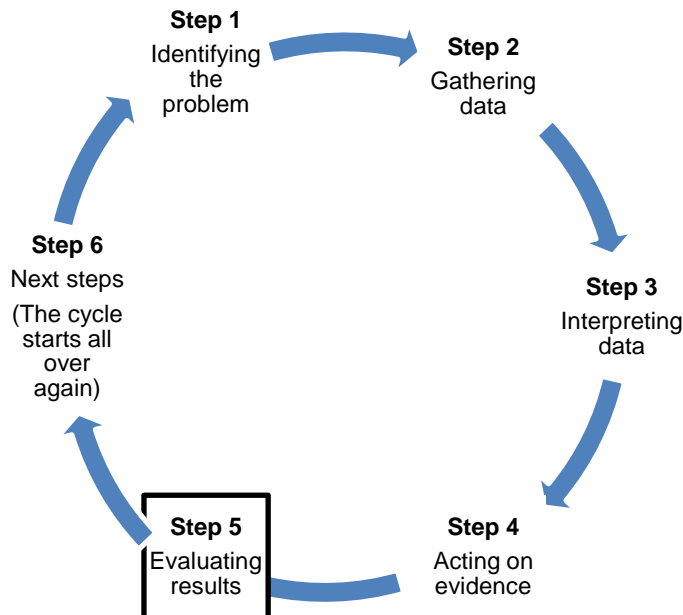 Step 1
Identifying
the
problem
Step 2
Gathering
data
Step 3
Interpreting
data
Step 4
Acting on
evidence
Step 5
Evaluating
results
Step 6
Next steps
(The cycle
starts all
over
again)